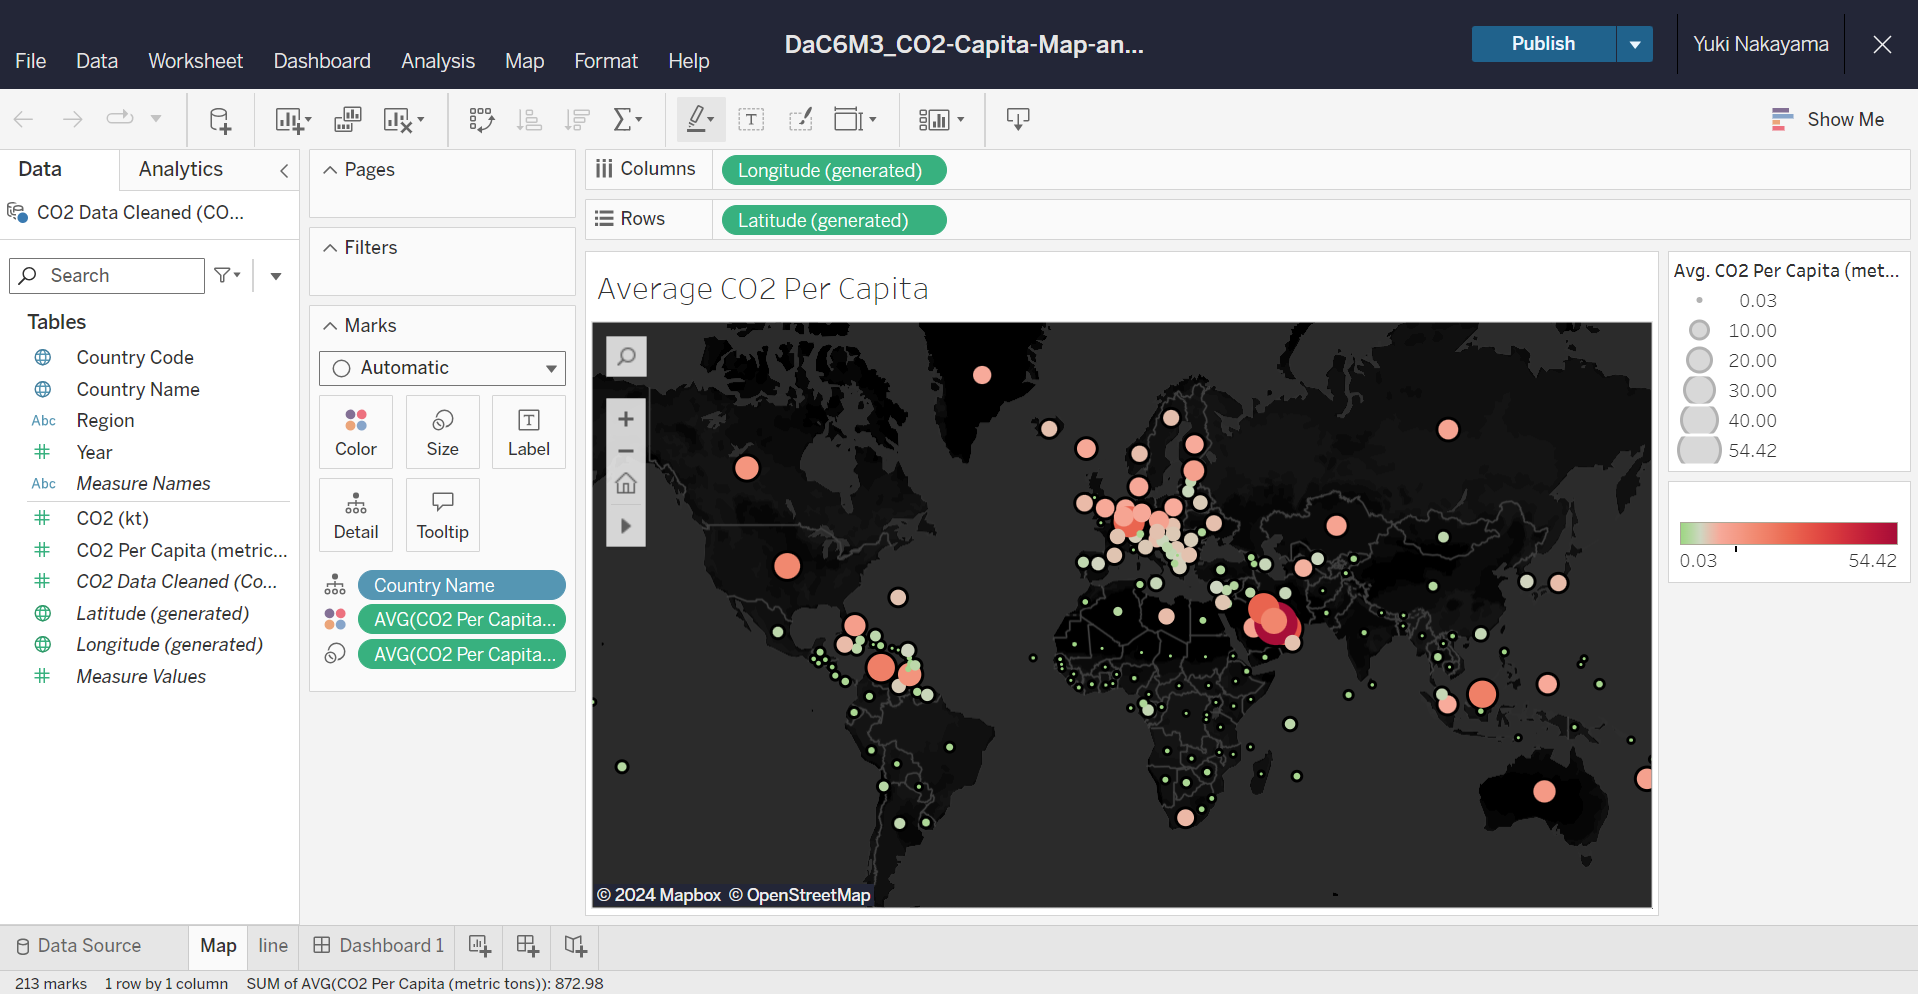 DaC6M3_CO2-Capita-Map-an...
Publish
Yuki Nakayama
File Data Worksheet Dashboard Analysis Map Format Help
Show Me
Data
Analytics
CO2 Data Cleaned (CO...
Search
Tables
Country Code
Country Name
Abc Region
Year
Abc Measure Names
CO2 (kt)
CO2 Per Capita (metric...
CO2 Data Cleaned (Co...
Latitude (generated)
Longitude (generated)
Measure Values
Pages
Filters
Marks
Automatic
Color
Size
Label
Detail
Tooltip
Country Name
AVG(CO2 Per Capita...
AVG(CO2 Per Capita...
Columns
Longitude (generated)
Rows
Latitude (generated)
Average CO2 Per Capita
© 2024 Mapbox © OpenStreetMap
Avg. CO2 Per Capita (met...
0.03
10.00
20.00
30.00
40.00
54.42
0.03 54.42
Data Source
Map
line
Dashboard 1
213 marks 1 row by 1 column SUM of AVG(CO2 Per Capita (metric tons)): 872.98